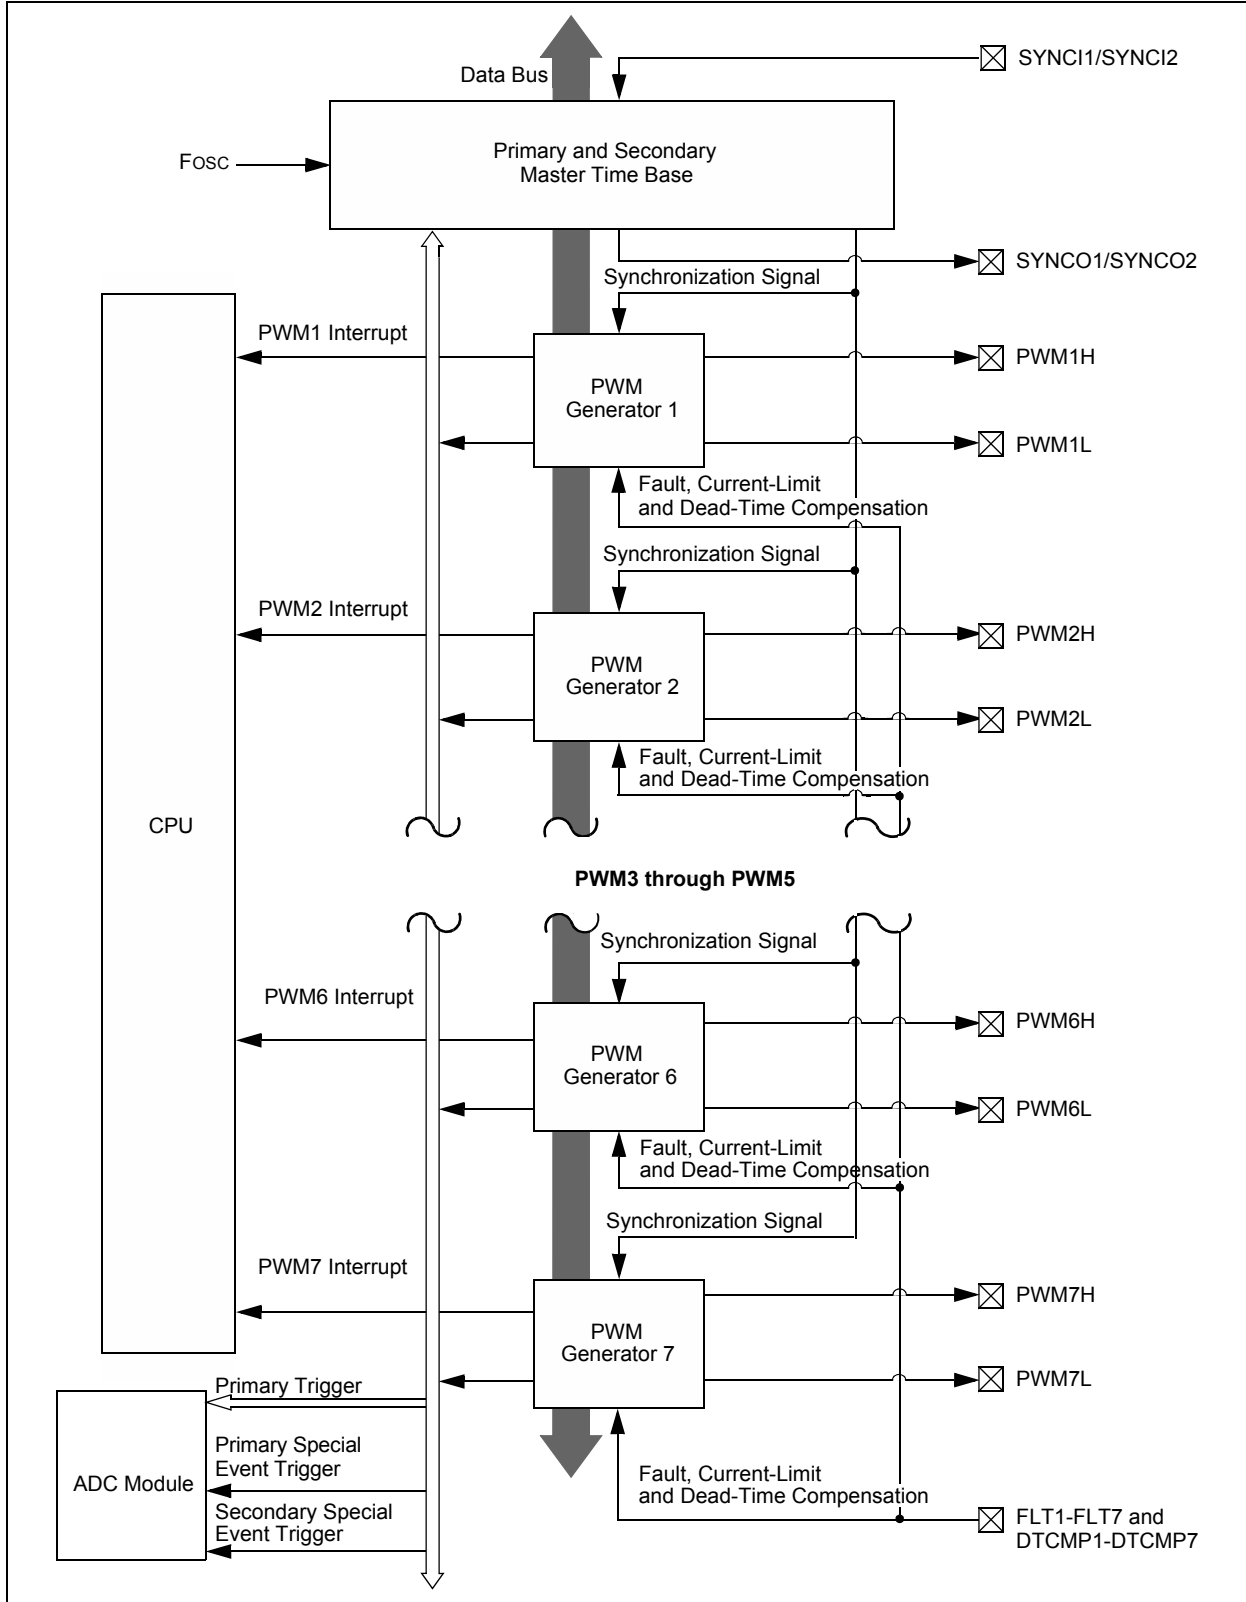 SYNCI1/SYNCI2
Data Bus
Primary and Secondary
Master Time Base
FOSC
SYNCO1/SYNCO2
Synchronization Signal
PWM1 Interrupt
PWM
Generator 1
PWM1H
PWM1L
Fault, Current-Limit
and Dead-Time Compensation
Synchronization Signal
PWM2 Interrupt
PWM
Generator 2
PWM2H
PWM2L
Fault, Current-Limit
and Dead-Time Compensation
CPU
PWM3 through PWM5
Synchronization Signal
PWM6 Interrupt
PWM
Generator 6
PWM6H
PWM6L
Fault, Current-Limit
and Dead-Time Compensation
Synchronization Signal
PWM7 Interrupt
PWM
Generator 7
PWM7H
PWM7L
Primary Trigger
ADC Module
Primary Special
Event Trigger
Secondary Special
Event Trigger
Fault, Current-Limit
and Dead-Time Compensation
FLT1-FLT7 and
DTCMP1-DTCMP7